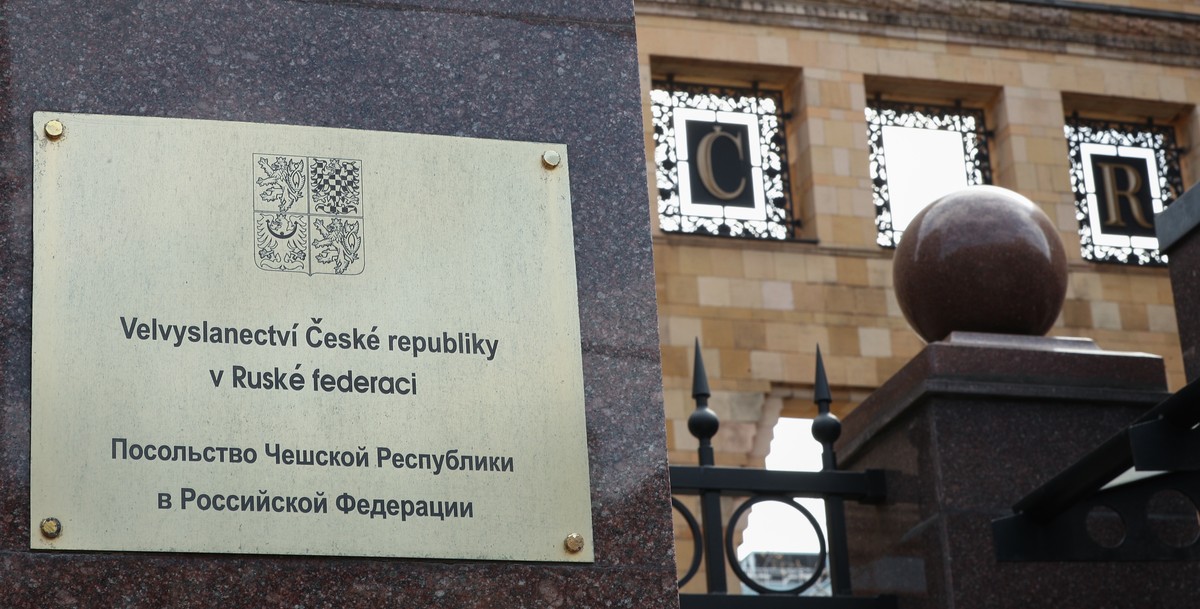 Velvyslanectví České republiky
v Ruské federaci
Посольство Чешской Республики
в Российской Федерации
Č
R